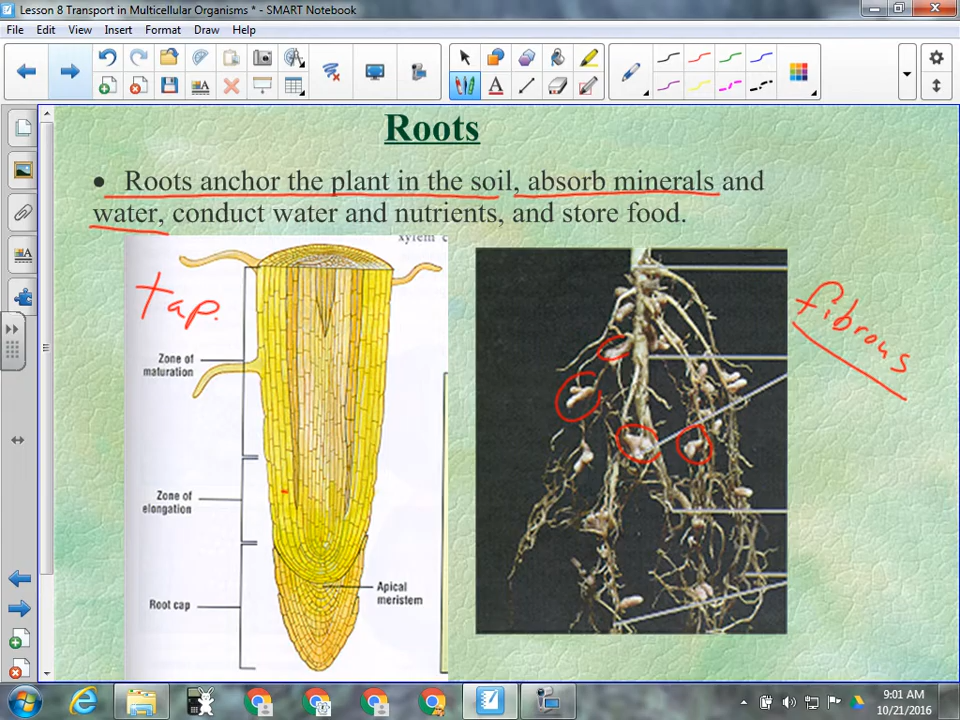 Lesson 8 Transport in Multicellular Organisms * - SMART Notebook
File Edit View Insert Format Draw Help
Roots
• Roots anchor the plant in the soil, absorb minerals and
water, conduct water and nutrients, and store food.
xylem c
tap.
fibrous
Zone of
maturation
Zone of
elongation
Apical
meristem
Root cap
9:01 AM
10/21/2016